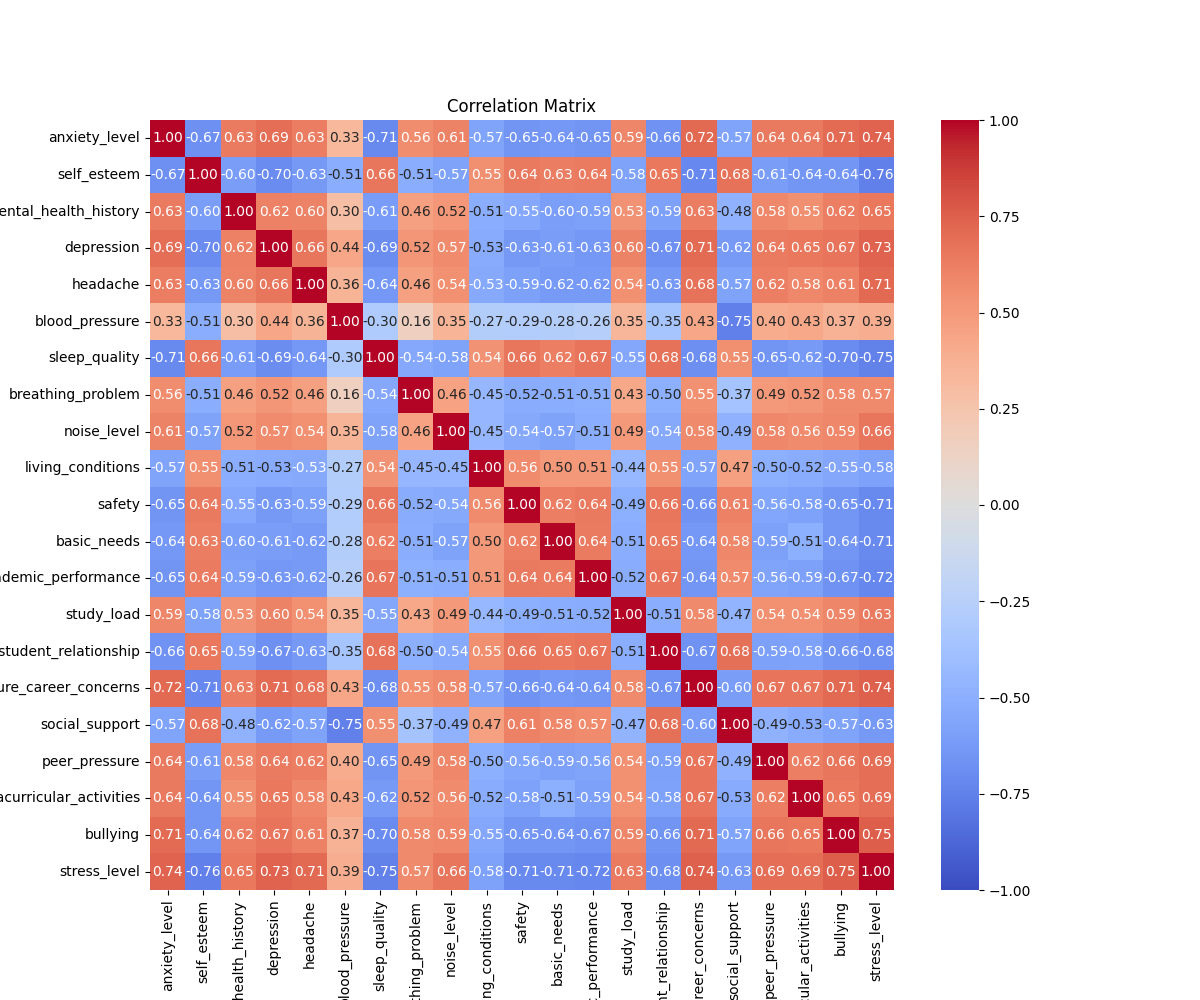 Correlation Matrix
anxiety_level 1.00 -0.67 0.63 0.69 0.63 0.33 -0.71 0.56 0.61 -0.57 -0.65 -0.64 -0.65 0.59 -0.66 0.72 -0.57 0.64 0.64 0.71 0.74
self_esteem -0.67 1.00 -0.60 -0.70 -0.63 -0.51 0.66 -0.51 -0.57 0.55 0.64 0.63 0.64 -0.58 0.65 -0.71 0.68 -0.61 -0.64 -0.64 -0.76
ental_health_history 0.63 -0.60 1.00 0.62 0.60 0.30 -0.61 0.46 0.52 -0.51 -0.55 -0.60 -0.59 0.53 -0.59 0.63 -0.48 0.58 0.55 0.62 0.65
depression 0.69 -0.70 0.62 1.00 0.66 0.44 -0.69 0.52 0.57 -0.53 -0.63 -0.61 -0.63 0.60 -0.67 0.71 -0.62 0.64 0.65 0.67 0.73
headache 0.63 -0.63 0.60 0.66 1.00 0.36 -0.64 0.46 0.54 -0.53 -0.59 -0.62 -0.62 0.54 -0.63 0.68 -0.57 0.62 0.58 0.61 0.71
blood_pressure 0.33 -0.51 0.30 0.44 0.36 1.00 -0.30 0.16 0.35 -0.27 -0.29 -0.28 -0.26 0.35 -0.35 0.43 -0.75 0.40 0.43 0.37 0.39
sleep_quality -0.71 0.66 -0.61 -0.69 -0.64 -0.30 1.00 -0.54 -0.58 0.54 0.66 0.62 0.67 -0.55 0.68 -0.68 0.55 -0.65 -0.62 -0.70 -0.75
breathing_problem 0.56 -0.51 0.46 0.52 0.46 0.16 -0.54 1.00 0.46 -0.45 -0.52 -0.51 -0.51 0.43 -0.50 0.55 -0.37 0.49 0.52 0.58 0.57
noise_level 0.61 -0.57 0.52 0.57 0.54 0.35 -0.58 0.46 1.00 -0.45 -0.54 -0.57 -0.51 0.49 -0.54 0.58 -0.49 0.58 0.56 0.59 0.66
living_conditions -0.57 0.55 -0.51 -0.53 -0.53 -0.27 0.54 -0.45 -0.45 1.00 0.56 0.50 0.51 -0.44 0.55 -0.57 0.47 -0.50 -0.52 -0.55 -0.58
safety -0.65 0.64 -0.55 -0.63 -0.59 -0.29 0.66 -0.52 -0.54 0.56 1.00 0.62 0.64 -0.49 0.66 -0.66 0.61 -0.56 -0.58 -0.65 -0.71
basic_needs -0.64 0.63 -0.60 -0.61 -0.62 -0.28 0.62 -0.51 -0.57 0.50 0.62 1.00 0.64 -0.51 0.65 -0.64 0.58 -0.59 -0.51 -0.64 -0.71
demic_performance -0.65 0.64 -0.59 -0.63 -0.62 -0.26 0.67 -0.51 -0.51 0.51 0.64 0.64 1.00 -0.52 0.67 -0.64 0.57 -0.56 -0.59 -0.67 -0.72
study_load 0.59 -0.58 0.53 0.60 0.54 0.35 -0.55 0.43 0.49 -0.44 -0.49 -0.51 -0.52 1.00 -0.51 0.58 -0.47 0.54 0.54 0.59 0.63
student_relationship -0.66 0.65 -0.59 -0.67 -0.63 -0.35 0.68 -0.50 -0.54 0.55 0.66 0.65 0.67 -0.51 1.00 -0.67 0.68 -0.59 -0.58 -0.66 -0.68
ure_career_concerns 0.72 -0.71 0.63 0.71 0.68 0.43 -0.68 0.55 0.58 -0.57 -0.66 -0.64 -0.64 0.58 -0.67 1.00 -0.60 0.67 0.67 0.71 0.74
social_support -0.57 0.68 -0.48 -0.62 -0.57 -0.75 0.55 -0.37 -0.49 0.47 0.61 0.58 0.57 -0.47 0.68 -0.60 1.00 -0.49 -0.53 -0.57 -0.63
peer_pressure 0.64 -0.61 0.58 0.64 0.62 0.40 -0.65 0.49 0.58 -0.50 -0.56 -0.59 -0.56 0.54 -0.59 0.67 -0.49 1.00 0.62 0.66 0.69
acurricular_activities 0.64 -0.64 0.55 0.65 0.58 0.43 -0.62 0.52 0.56 -0.52 -0.58 -0.51 -0.59 0.54 -0.58 0.67 -0.53 0.62 1.00 0.65 0.69
bullying 0.71 -0.64 0.62 0.67 0.61 0.37 -0.70 0.58 0.59 -0.55 -0.65 -0.64 -0.67 0.59 -0.66 0.71 -0.57 0.66 0.65 1.00 0.75
stress_level 0.74 -0.76 0.65 0.73 0.71 0.39 -0.75 0.57 0.66 -0.58 -0.71 -0.71 -0.72 0.63 -0.68 0.74 -0.63 0.69 0.69 0.75 1.00
anxiety_level
self_esteem
health_history
depression
headache
blood_pressure
sleep_quality
thing_problem
noise_level
ng_conditions
safety
basic_needs
_performance
study_load
nt_relationship
reer_concerns
social_support
peer_pressure
cular_activities
bullying
stress_level
1.00
0.75
0.50
0.25
0.00
−0.25
−0.50
−0.75
−1.00